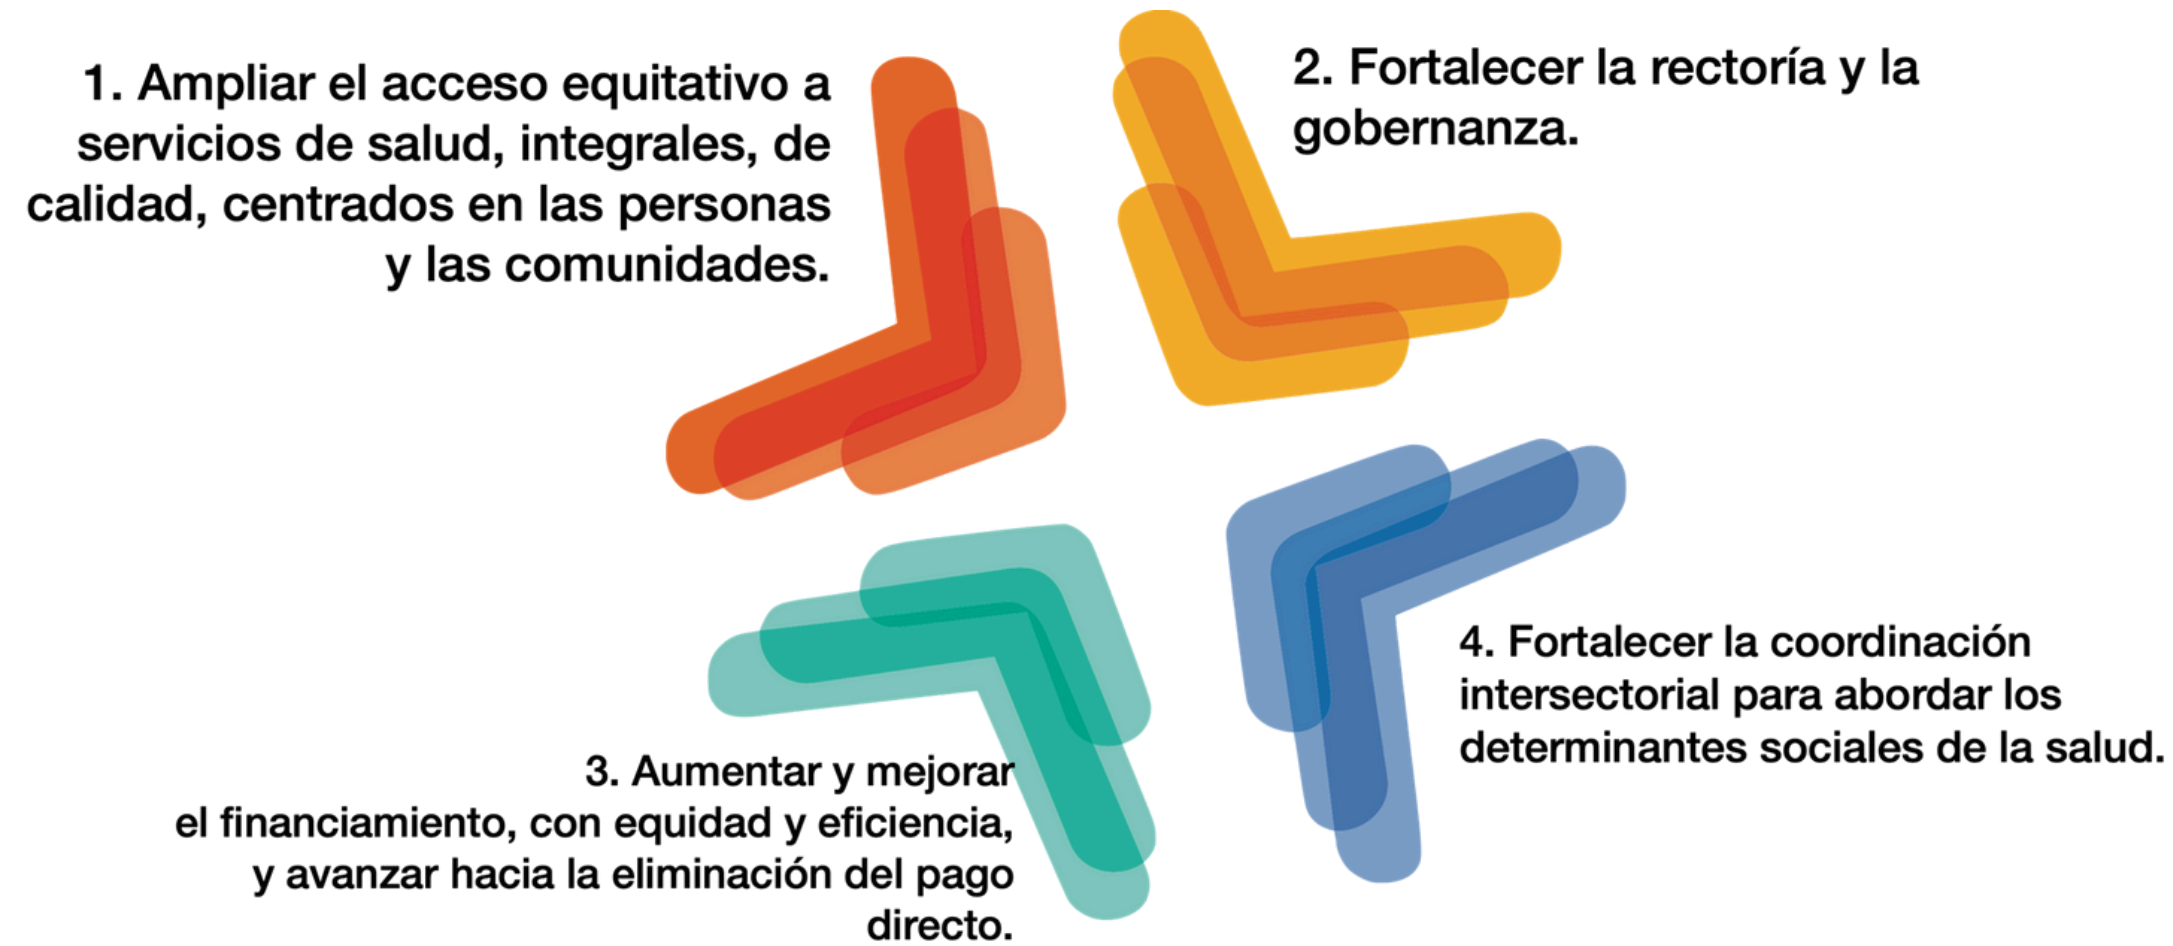 1. Ampliar el acceso equitativo a
servicios de salud, integrales, de
calidad, centrados en las personas
y las comunidades.
2. Fortalecer la rectoría y la
gobernanza.
3. Aumentar y mejorar
el financiamiento, con equidad y eficiencia,
y avanzar hacia la eliminación del pago
directo.
4. Fortalecer la coordinación
intersectorial para abordar los
determinantes sociales de la salud.